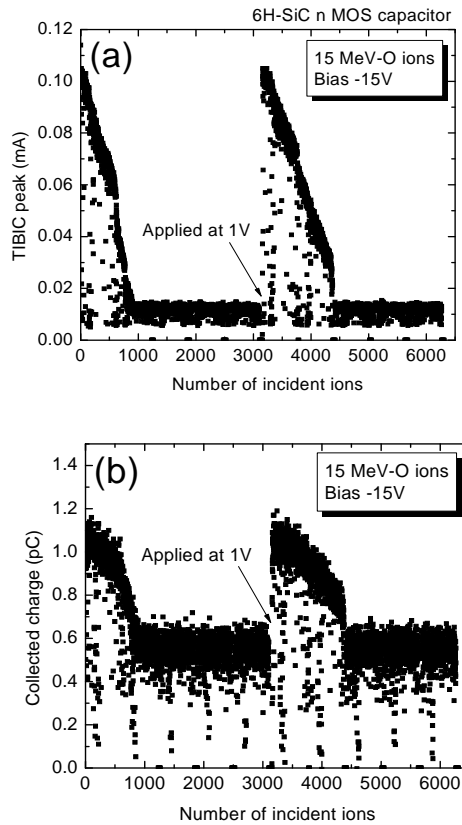 6H-SiC n MOS capacitor
(a)
15 MeV-O ions
Bias -15V
0.12
0.10
0.08
0.06
0.04
0.02
0.00
TIBIC peak (mA)
Applied at 1V
0 1000 2000 3000 4000 5000 6000
Number of incident ions
(b)
15 MeV-O ions
Bias -15V
1.4
1.2
1.0
0.8
0.6
0.4
0.2
0.0
Collected charge (pC)
Applied at 1V
0 1000 2000 3000 4000 5000 6000
Number of incident ions